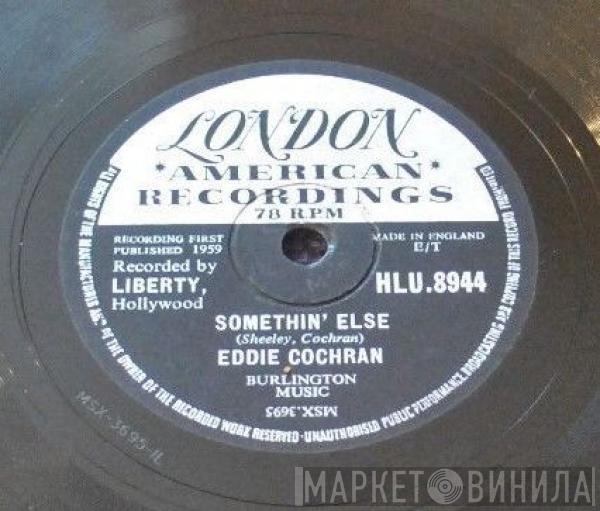 LONDON
*AMERICAN*
RECORDINGS
78 RPM
RECORDING FIRST
PUBLISHED 1959
MADE IN ENGLAND
E/T
Recorded by
LIBERTY,
Hollywood
HLU.8944
SOMETHIN' ELSE
(Sheeley, Cochran)
EDDIE COCHRAN
BURLINGTON
MUSIC
MSX.3695
ALL RIGHTS OF THE MANUFACTURER AND OF THE OWNER OF THE RECORDED WORK RESERVED-UNAUTHORISED PUBLIC PERFORMANCE, BROADCASTING AND COPYING OF THIS RECORD PROHIBITED
MSX-3695-1L
МАРКЕТ ВИНИЛА